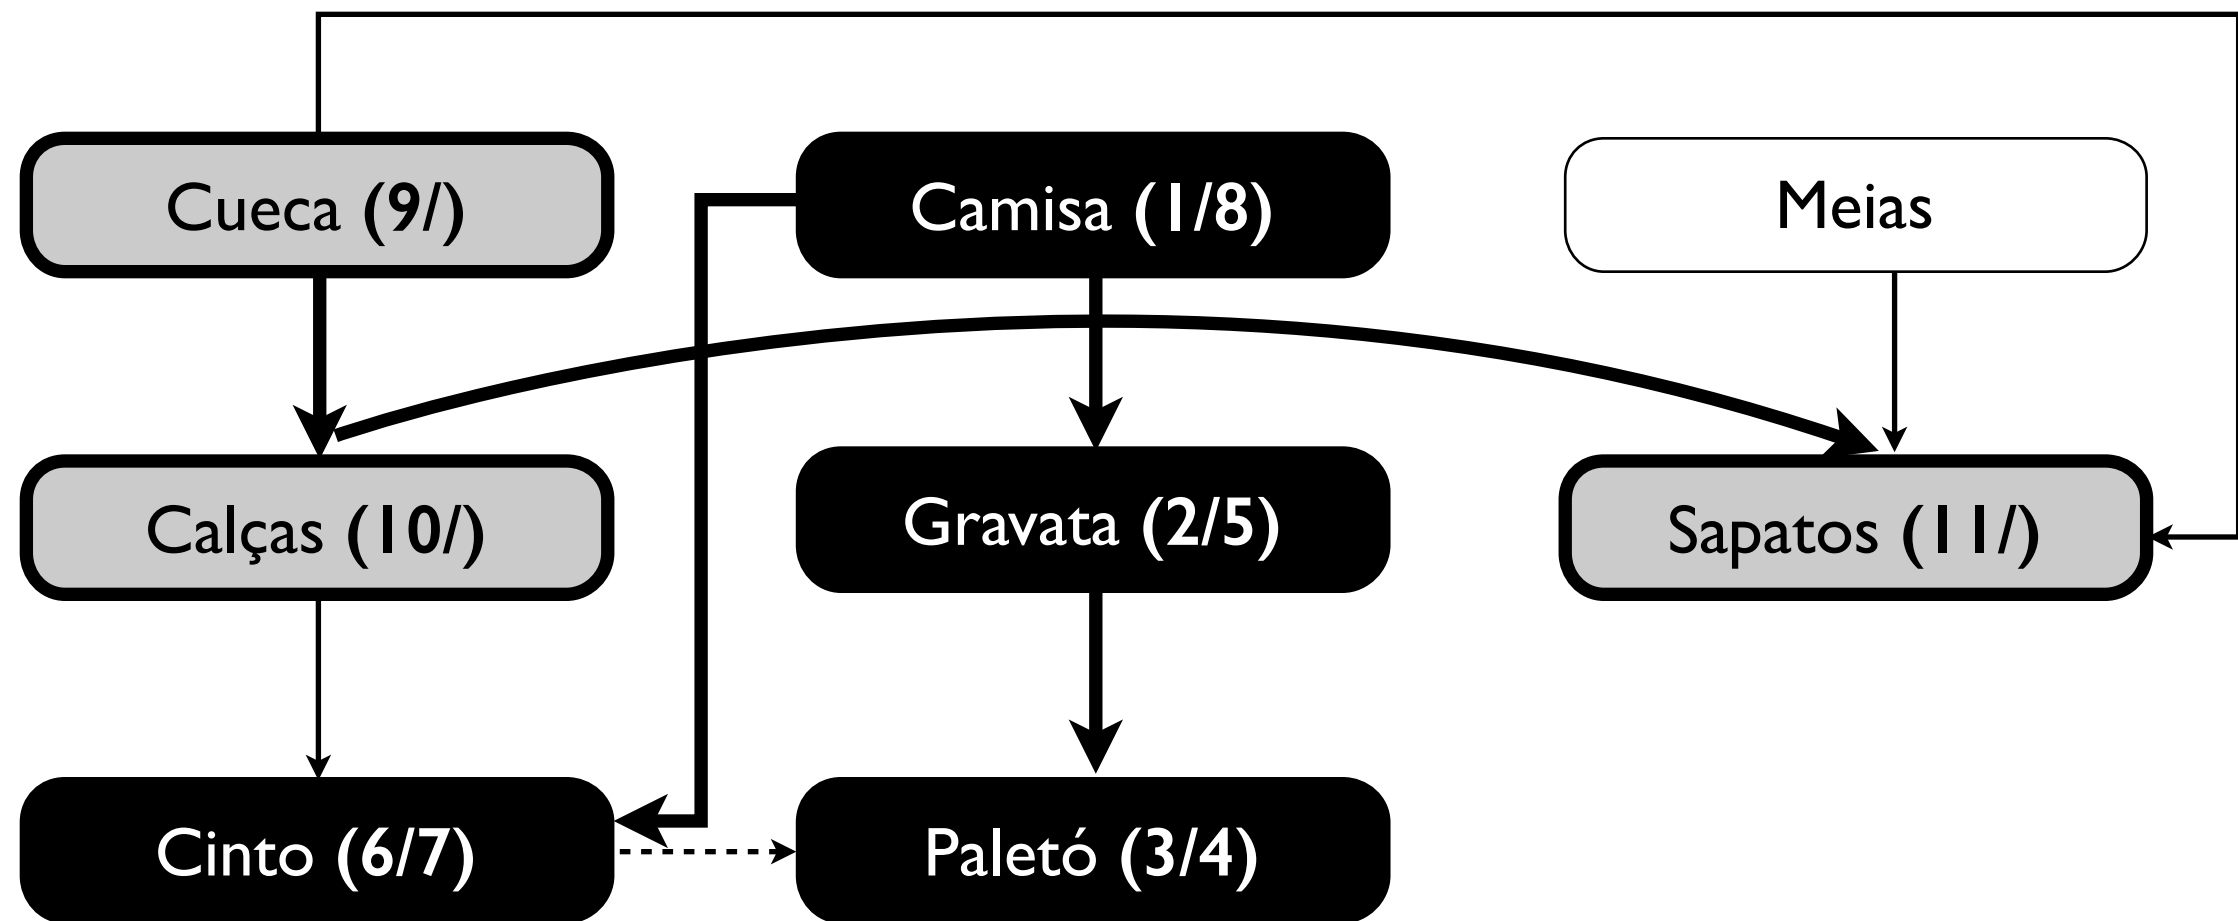 Cueca (9/)
Camisa (1/8)
Meias
Calças (10/)
Gravata (2/5)
Sapatos (11/)
Cinto (6/7)
Paletó (3/4)